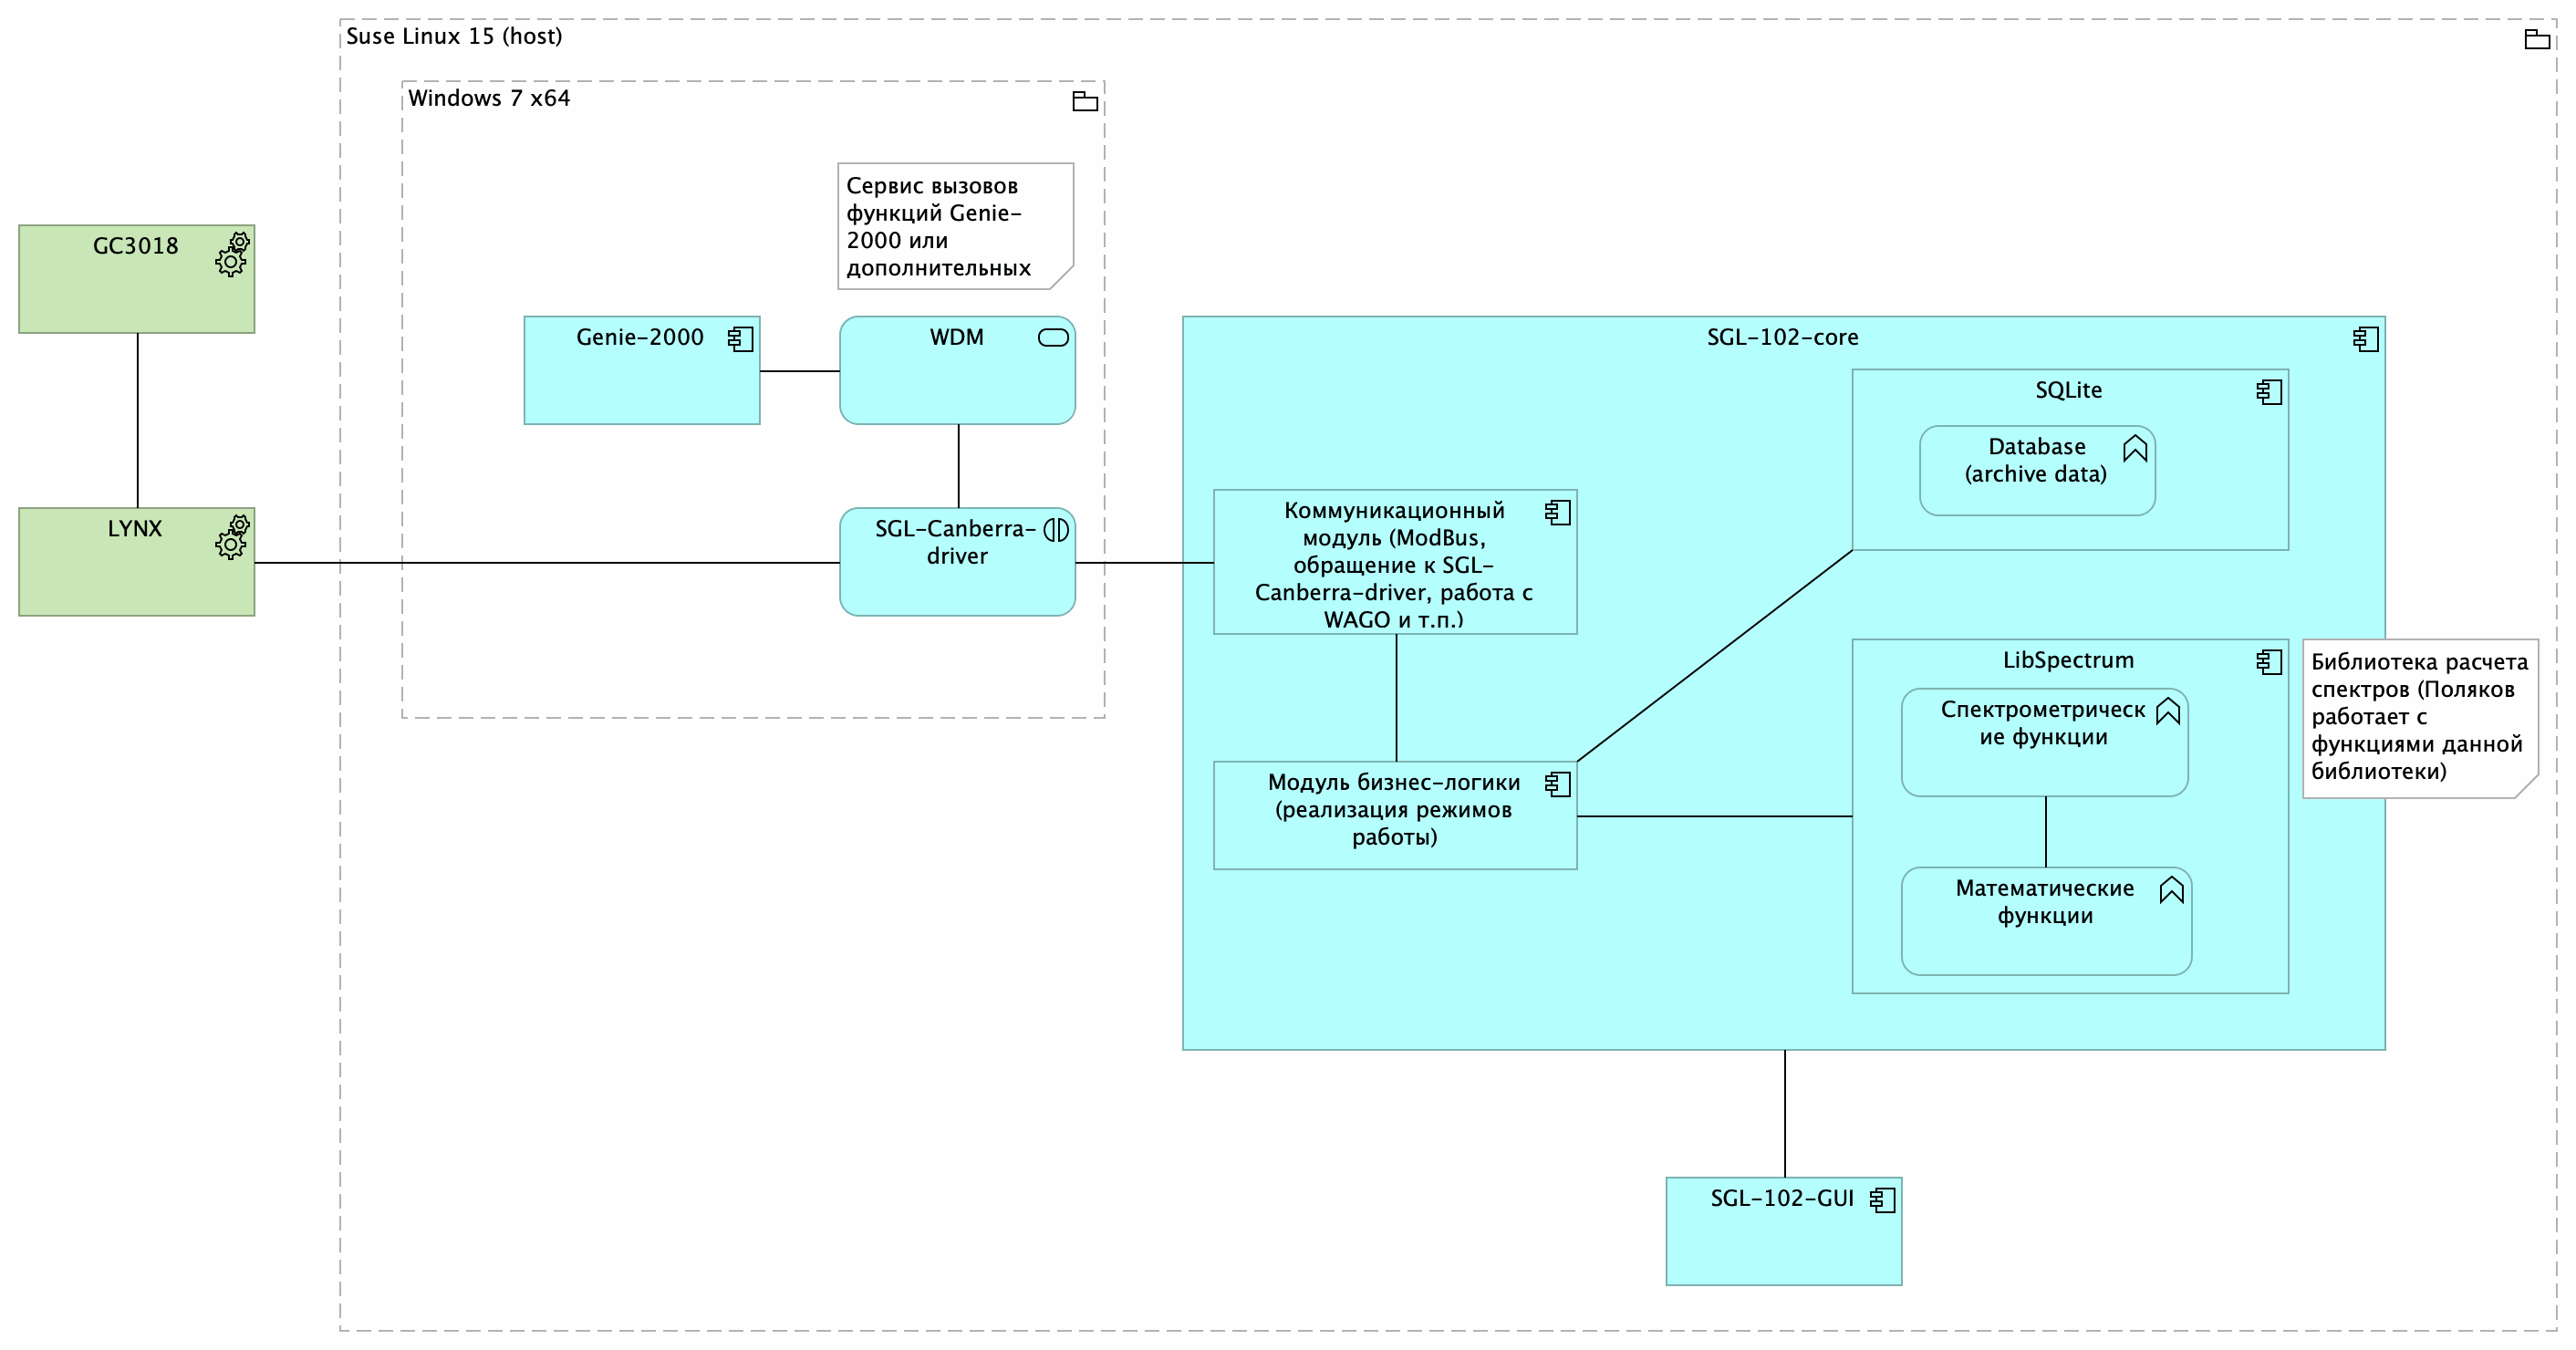 Suse Linux 15 (host)
Windows 7 x64
Сервис вызовов
функций Genie-
2000 или
дополнительных
GC3018
LYNX
Genie-2000
WDM
SGL-Canberra-
driver
SGL-102-core
SQLite
Database
(archive data)
Коммуникационный
модуль (ModBus,
обращение к SGL-
Canberra-driver, работа с
WAGO и т.п.)
LibSpectrum
Спектрометрическ
ие функции
Математические
функции
Библиотека расчета
спектров (Поляков
работает с
функциями данной
библиотеки)
Модуль бизнес-логики
(реализация режимов
работы)
SGL-102-GUI